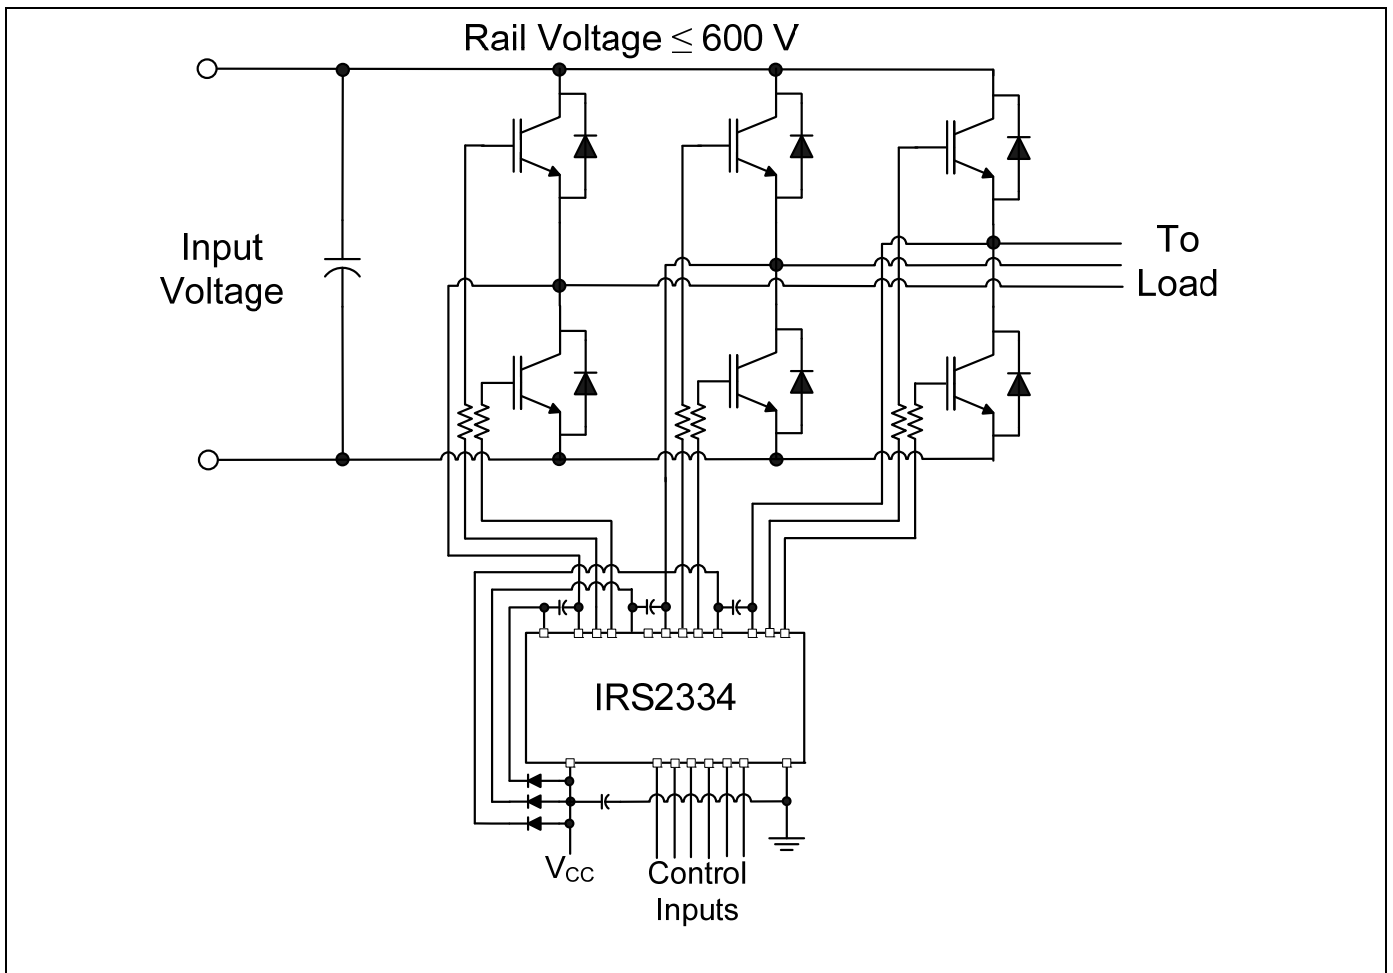 Rail Voltage ≤ 600 V
Input
Voltage
To
Load
IRS2334
VCC
Control
Inputs